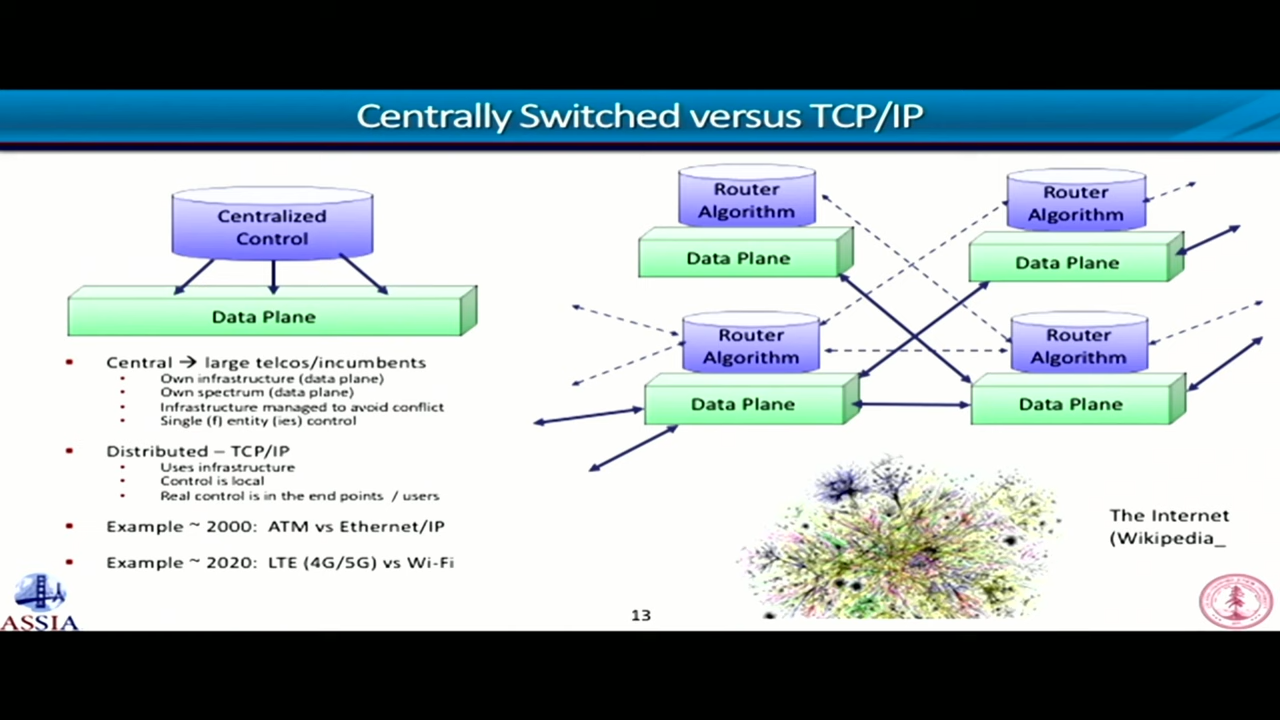 Centrally Switched versus TCP/IP
Centralized
Control
Data Plane
• Central → large telcos/incumbents
• Own infrastructure (data plane)
• Own spectrum (data plane)
• Infrastructure managed to avoid conflict
• Single (f) entity (ies) control
• Distributed – TCP/IP
• Uses infrastructure
• Control is local
• Real control is in the end points / users
• Example ~ 2000: ATM vs Ethernet/IP
• Example ~ 2020: LTE (4G/5G) vs Wi-Fi
Router
Algorithm
Data Plane
Router
Algorithm
Data Plane
Router
Algorithm
Data Plane
Router
Algorithm
Data Plane
The Internet
(Wikipedia_
ASSIA
13